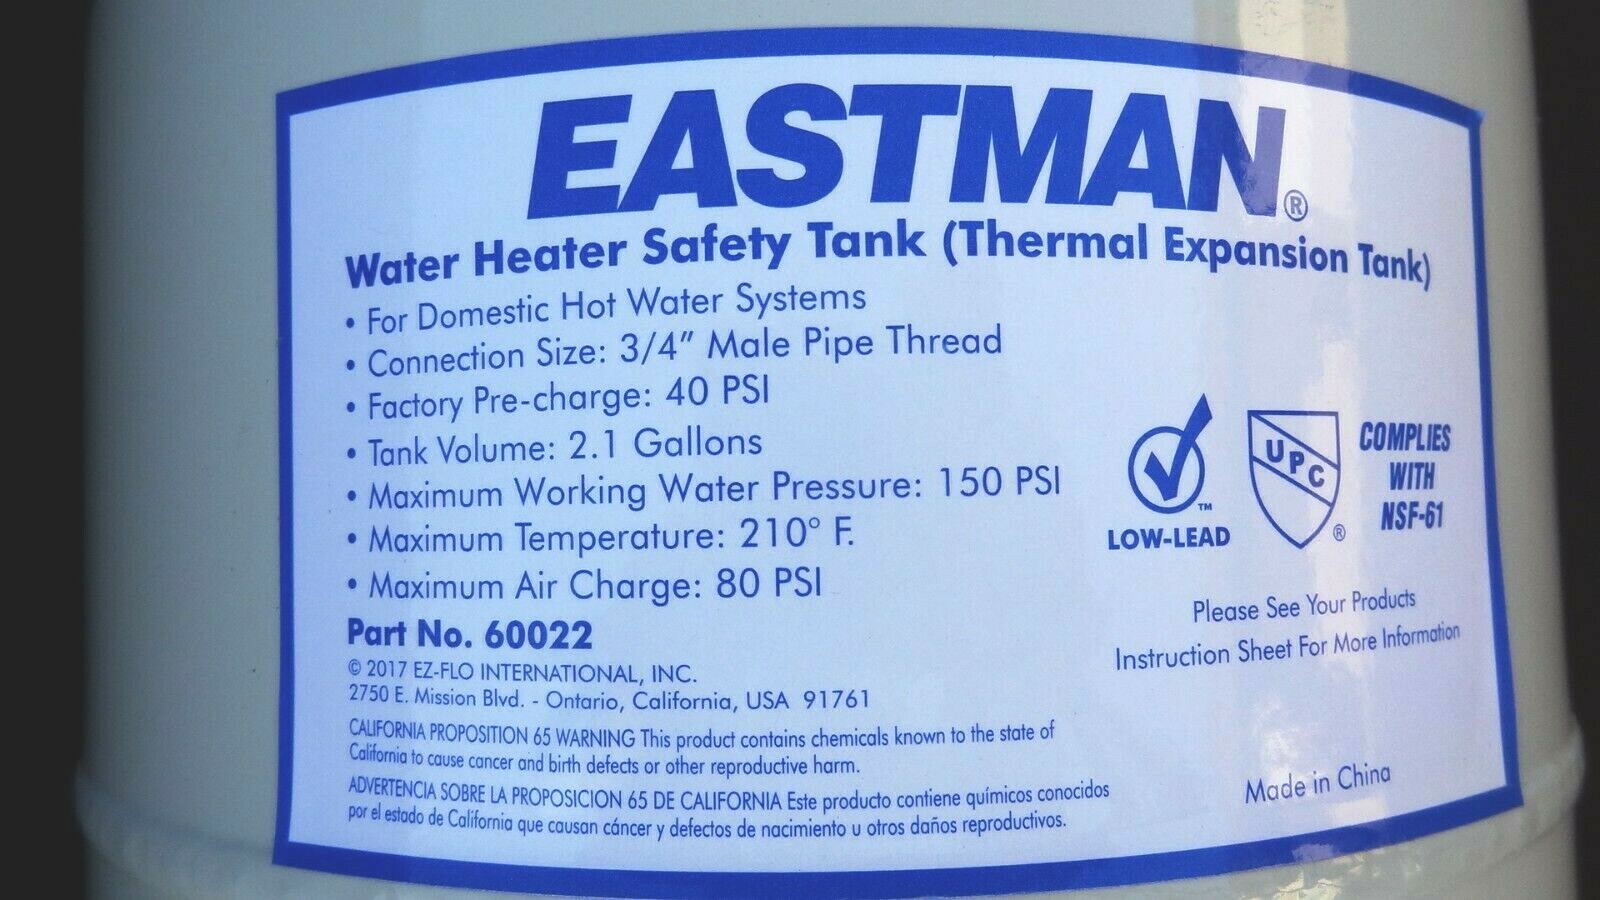 EASTMAN®
Water Heater Safety Tank (Thermal Expansion Tank)
• For Domestic Hot Water Systems
• Connection Size: 3/4" Male Pipe Thread
• Factory Pre-charge: 40 PSI
• Tank Volume: 2.1 Gallons
• Maximum Working Water Pressure: 150 PSI
• Maximum Temperature: 210° F.
• Maximum Air Charge: 80 PSI
Part No. 60022
© 2017 EZ-FLO INTERNATIONAL, INC.
2750 E. Mission Blvd. - Ontario, California, USA 91761
CALIFORNIA PROPOSITION 65 WARNING This product contains chemicals known to the state of
California to cause cancer and birth defects or other reproductive harm.
ADVERTENCIA SOBRE LA PROPOSICION 65 DE CALIFORNIA Este producto contiene químicos conocidos
por el estado de California que causan cáncer y defectos de nacimiento u otros daños reproductivos.
™
LOW-LEAD
UPC
®
COMPLIES
WITH
NSF-61
Please See Your Products
Instruction Sheet For More Information
Made in China